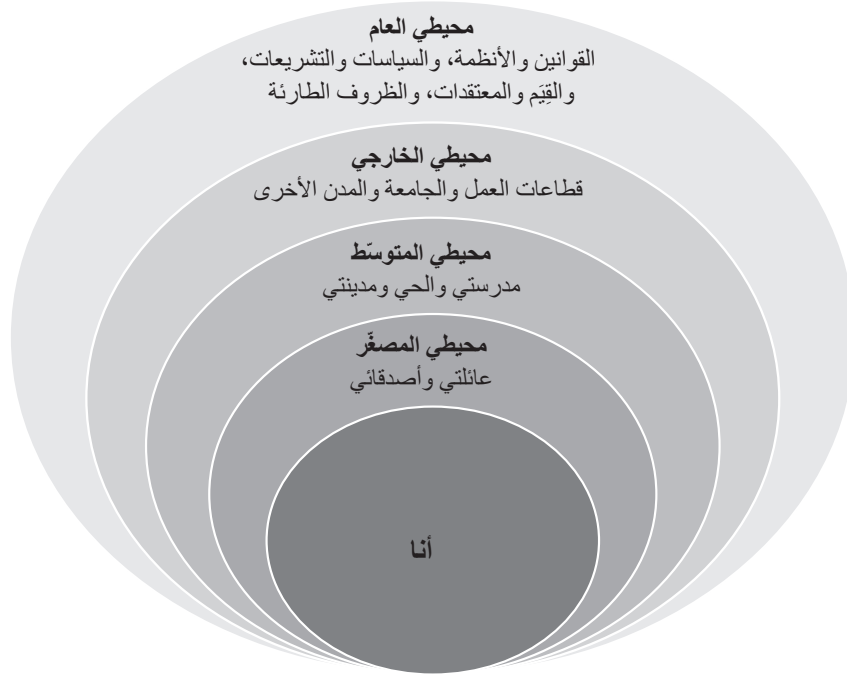 محيطي العام
القوانين والأنظمة، والسياسات والتشريعات،
والقِيَم والمعتقدات، والظروف الطارئة
محيطي الخارجي
قطاعات العمل والجامعة والمدن الأخرى
محيطي المتوسّط
مدرستي والحي ومدينتي
محيطي المصغّر
عائلتي وأصدقائي
أنا